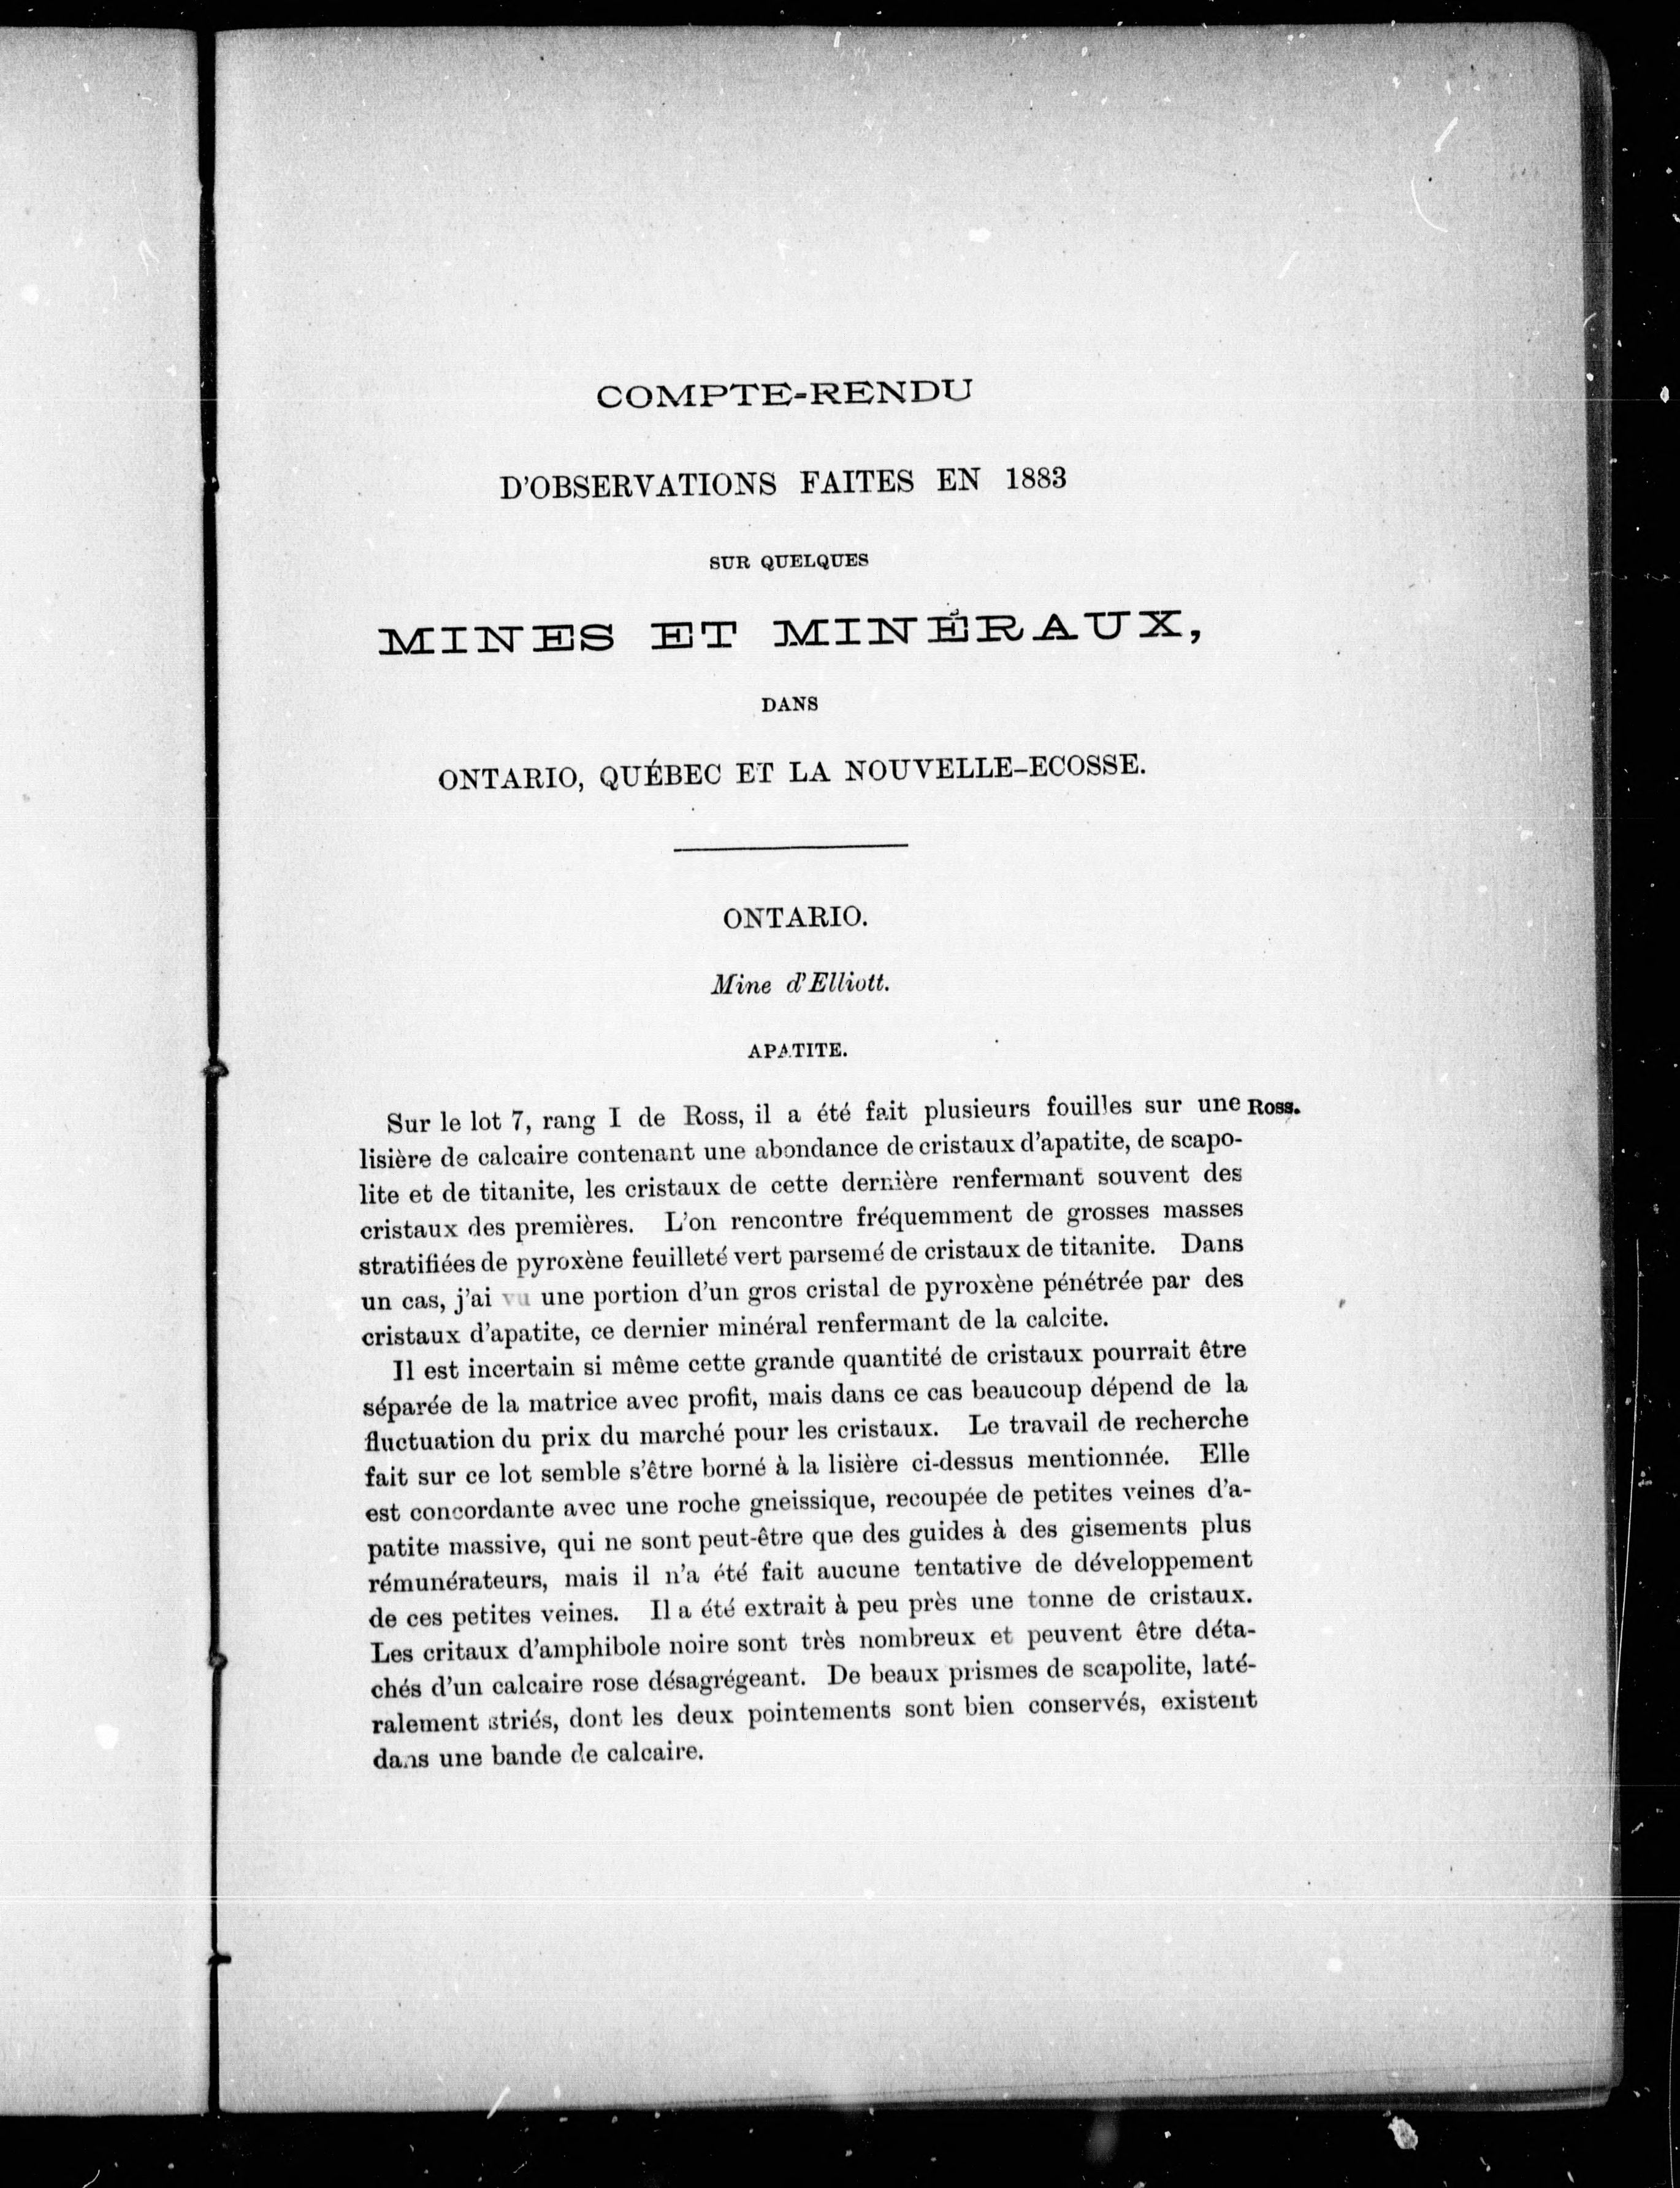 COMPTE-RENDU
D'OBSERVATIONS FAITES EN 1883
SUR QUELQUES
MINES ET MINÉRAUX,
DANS
ONTARIO, QUÉBEC ET LA NOUVELLE-ECOSSE.
ONTARIO.
Mine d'Elliott.
APATITE.
Sur le lot 7, rang I de Ross, il a été fait plusieurs fouilles sur une Ross.
lisière de calcaire contenant une abondance de cristaux d'apatite, de scapo-
lite et de titanite, les cristaux de cette dernière renfermant souvent des
cristaux des premières. L'on rencontre fréquemment de grosses masses
stratifiées de pyroxène feuilleté vert parsemé de cristaux de titanite. Dans
un cas, j'ai vu une portion d'un gros cristal de pyroxène pénétrée par des
cristaux d'apatite, ce dernier minéral renfermant de la calcite.
Il est incertain si même cette grande quantité de cristaux pourrait être
séparée de la matrice avec profit, mais dans ce cas beaucoup dépend de la
fluctuation du prix du marché pour les cristaux. Le travail de recherche
fait sur ce lot semble s'être borné à la lisière ci-dessus mentionnée. Elle
est concordante avec une roche gneissique, recoupée de petites veines d'a-
patite massive, qui ne sont peut-être que des guides à des gisements plus
rémunérateurs, mais il n'a été fait aucune tentative de développement
de ces petites veines. Il a été extrait à peu près une tonne de cristaux.
Les critaux d'amphibole noire sont très nombreux et peuvent être déta-
chés d'un calcaire rose désagrégeant. De beaux prismes de scapolite, laté-
ralement striés, dont les deux pointements sont bien conservés, existent
dans une bande de calcaire.